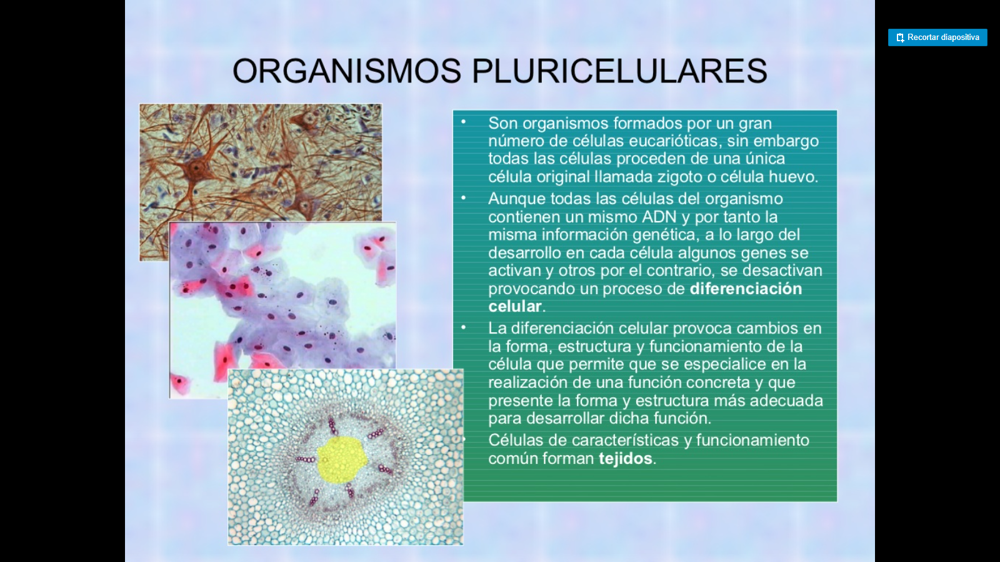 Recortar diapositiva
ORGANISMOS PLURICELULARES
• Son organismos formados por un gran
número de células eucarióticas, sin embargo
todas las células proceden de una única
célula original llamada zigoto o célula huevo.
• Aunque todas las células del organismo
contienen un mismo ADN y por tanto la
misma información genética, a lo largo del
desarrollo en cada célula algunos genes se
activan y otros por el contrario, se desactivan
provocando un proceso de diferenciación
celular.
• La diferenciación celular provoca cambios en
la forma, estructura y funcionamiento de la
célula que permite que se especialice en la
realización de una función concreta y que
presente la forma y estructura más adecuada
para desarrollar dicha función.
• Células de características y funcionamiento
común forman tejidos.